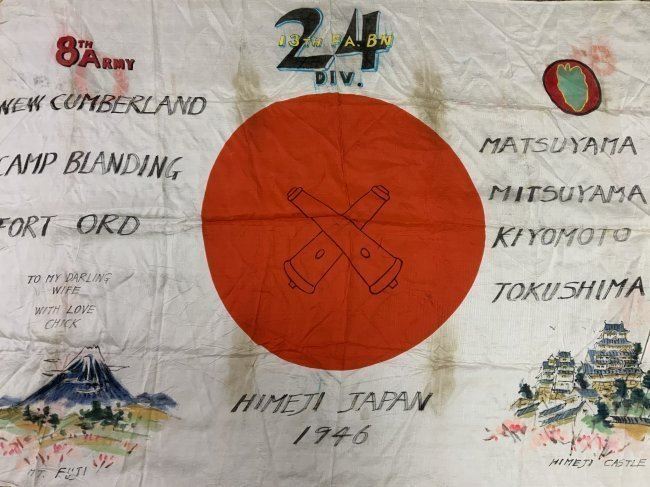 8TH ARMY
24
13TH F.A. BN
DIV.
NEW CUMBERLAND
CAMP BLANDING
FORT ORD
TO MY DARLING
WIFE
WITH LOVE
CHICK
MATSUYAMA
MITSUYAMA
KIYOMOTO
TOKUSHIMA
HIMEJI JAPAN
1946
MT. FUJI
HIMEJI CASTLE